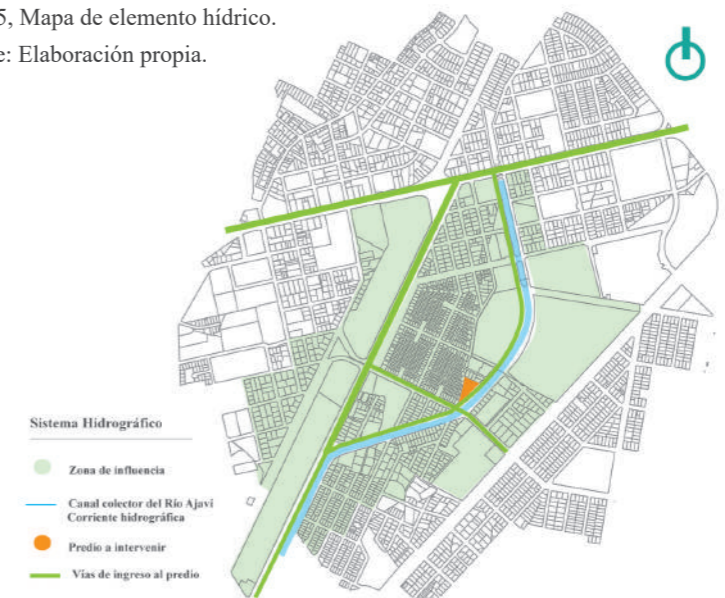 5, Mapa de elemento hídrico.
e: Elaboración propia.
Sistema Hidrográfico
Zona de influencia
Canal colector del Río Ajaví
Corriente hidrográfica
Predio a intervenir
Vías de ingreso al predio